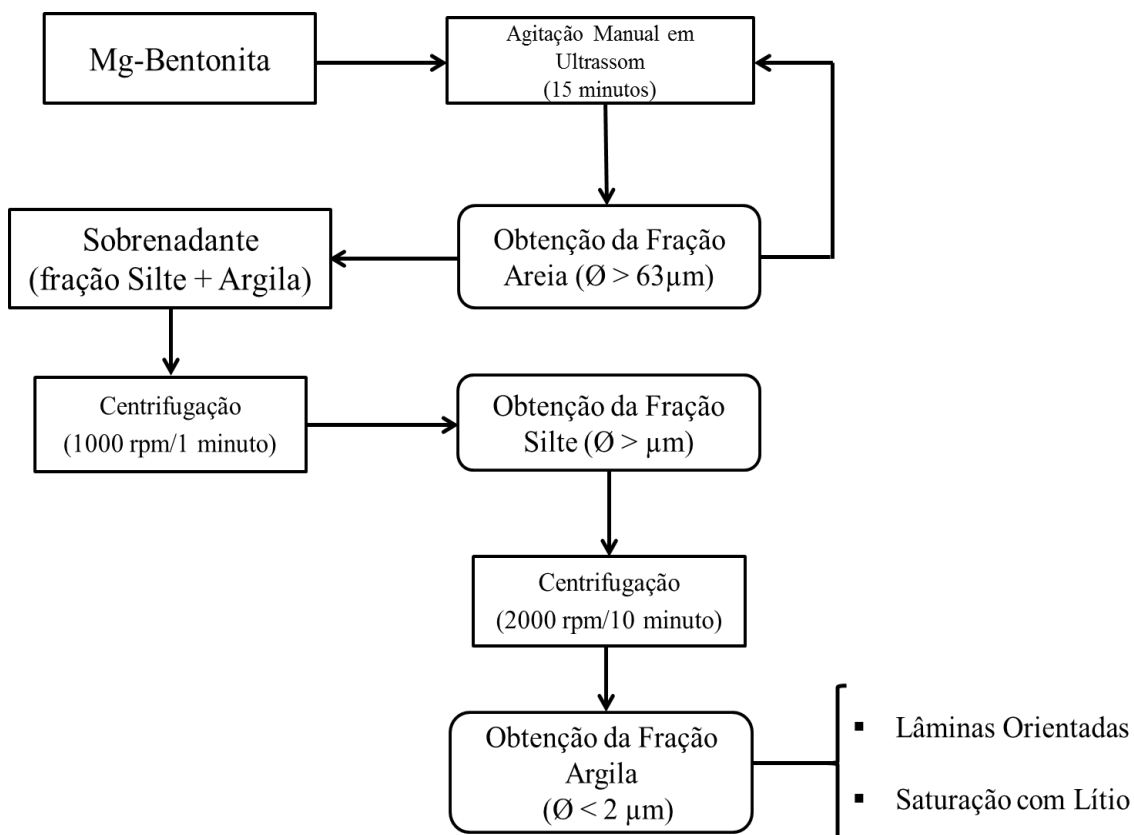 Mg-Bentonita
Agitação Manual em
Ultrassom
(15 minutos)
Obtenção da Fração
Areia (Ø > 63µm)
Sobrenadante
(fração Silte + Argila)
Centrifugação
(1000 rpm/1 minuto)
Obtenção da Fração
Silte (Ø > µm)
Centrifugação
(2000 rpm/10 minuto)
Obtenção da Fração
Argila
(Ø < 2 µm)
▪ Lâminas Orientadas
▪ Saturação com Lítio